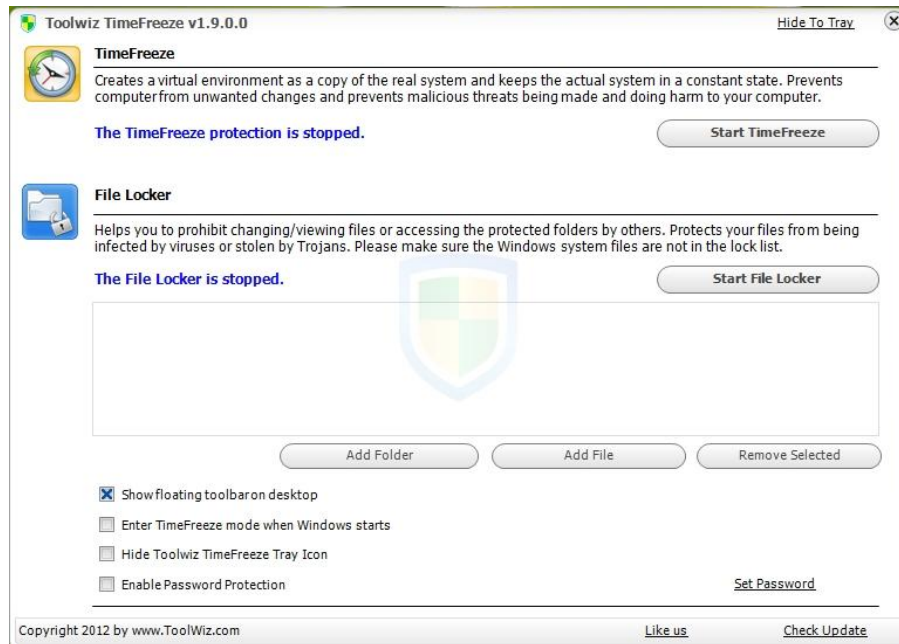 Toolwiz TimeFreeze v1.9.0.0
Hide To Tray
TimeFreeze
Creates a virtual environment as a copy of the real system and keeps the actual system in a constant state. Prevents
computer from unwanted changes and prevents malicious threats being made and doing harm to your computer.
The TimeFreeze protection is stopped.
Start TimeFreeze
File Locker
Helps you to prohibit changing/viewing files or accessing the protected folders by others. Protects your files from being
infected by viruses or stolen by Trojans. Please make sure the Windows system files are not in the lock list.
The File Locker is stopped.
Start File Locker
Add Folder
Add File
Remove Selected
Show floating toolbar on desktop
Enter TimeFreeze mode when Windows starts
Hide Toolwiz TimeFreeze Tray Icon
Enable Password Protection
Set Password
Copyright 2012 by www.ToolWiz.com
Like us
Check Update